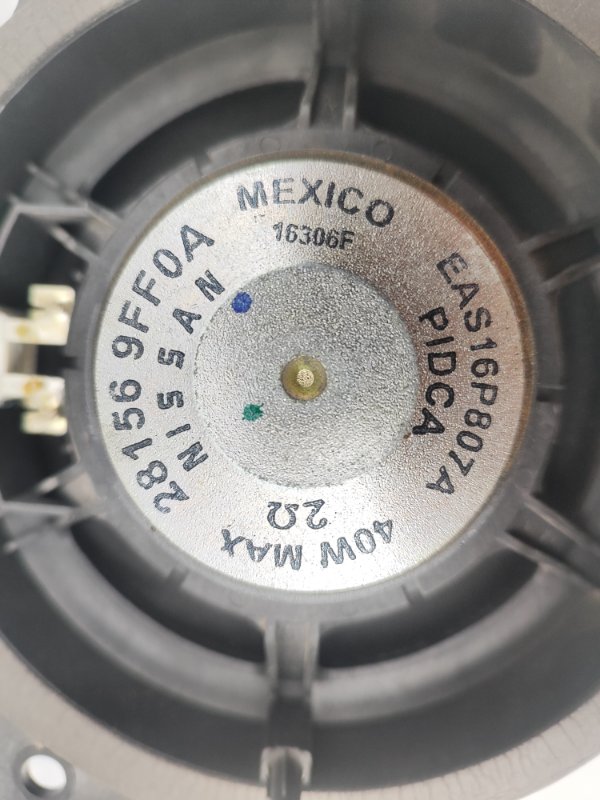 MEXICO
16306F
EAS16P807A
PIDCA
40W MAX
2Ω
28156 9FF0A
NISSAN